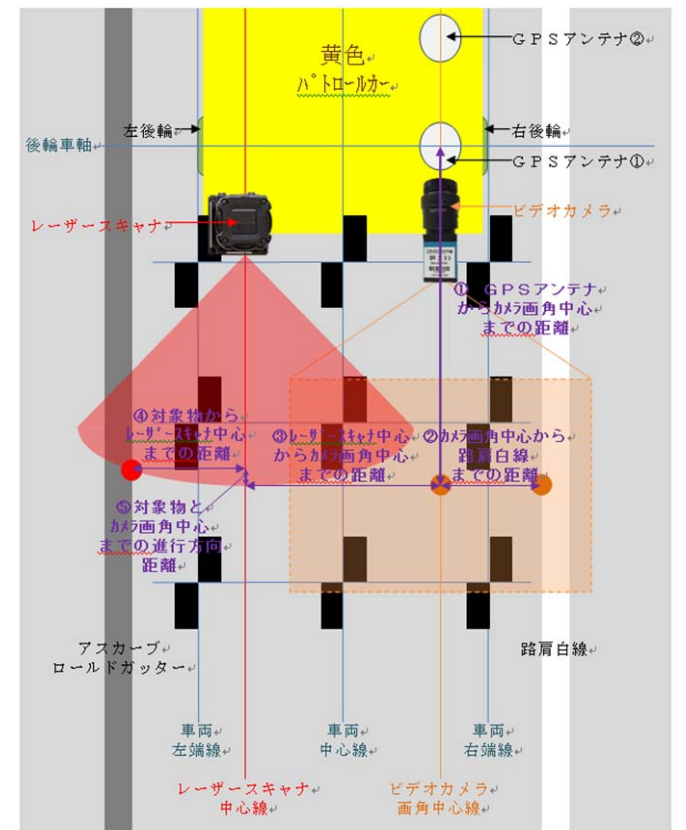 GPSアンテナ②
黄色
パトロールカー
左後輪
右後輪
後輪車軸
GPSアンテナ①
ビデオカメラ
レーザースキャナ
① GPSアンテナ
からカメラ画角中心
までの距離
④対象物から
レーザースキャナ中心
までの距離
③レーザースキャナ中心
からカメラ画角中心
までの距離
②カメラ画角中心から
路肩白線
までの距離
⑤対象物と
カメラ画角中心
までの進行方向
距離
アスカーブ
ロールドガッター
路肩白線
車両
左端線
車両
中心線
車両
右端線
レーザースキャナ
中心線
ビデオカメラ
画角中心線